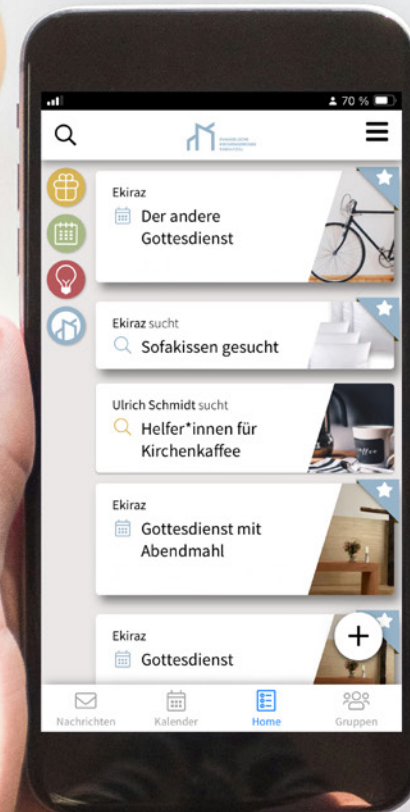 70 %
Ekiraz
Der andere
Gottesdienst
Ekiraz sucht
Sofakissen gesucht
Ulrich Schmidt sucht
Helfer*innen für
Kirchenkaffee
Ekiraz
Gottesdienst mit
Abendmahl
Ekiraz
Gottesdienst
Nachrichten Kalender Home Gruppen